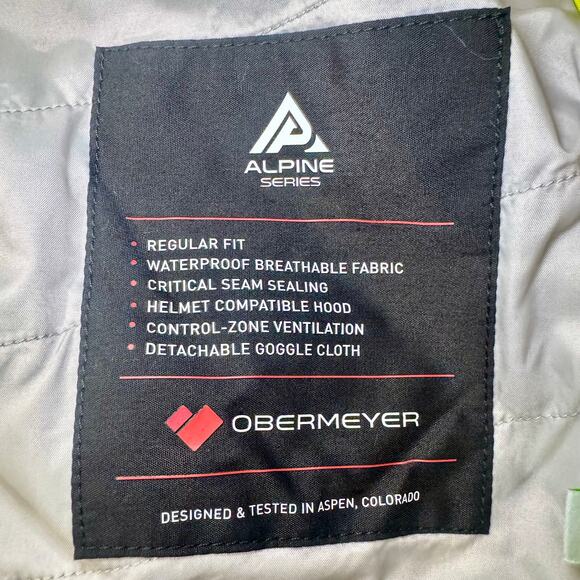 ALPINE
SERIES
• REGULAR FIT
• WATERPROOF BREATHABLE FABRIC
• CRITICAL SEAM SEALING
• HELMET COMPATIBLE HOOD
• CONTROL-ZONE VENTILATION
• DETACHABLE GOGGLE CLOTH
OBERMEYER
DESIGNED & TESTED IN ASPEN, COLORADO